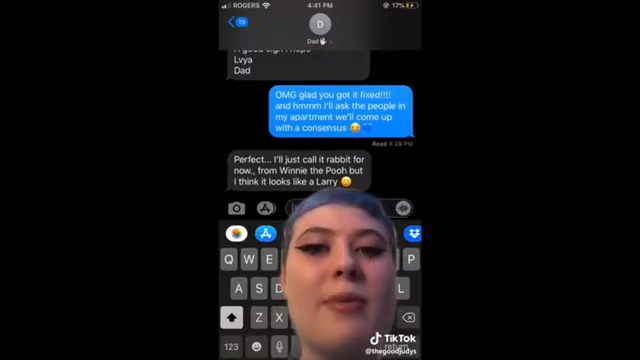 ROGERS
4:41 PM
17%
19
D
Dad
Lvya
Dad
OMG glad you got it fixed!!!!
and hmmm I'll ask the people in
my apartment we'll come up
with a consensus
Read 4:29 PM
Perfect... I'll just call it rabbit for
now., from Winnie the Pooh but
I think it looks like a Larry
Q W E P
A S D L
Z X
123
return
TikTok
@thegoodjudys